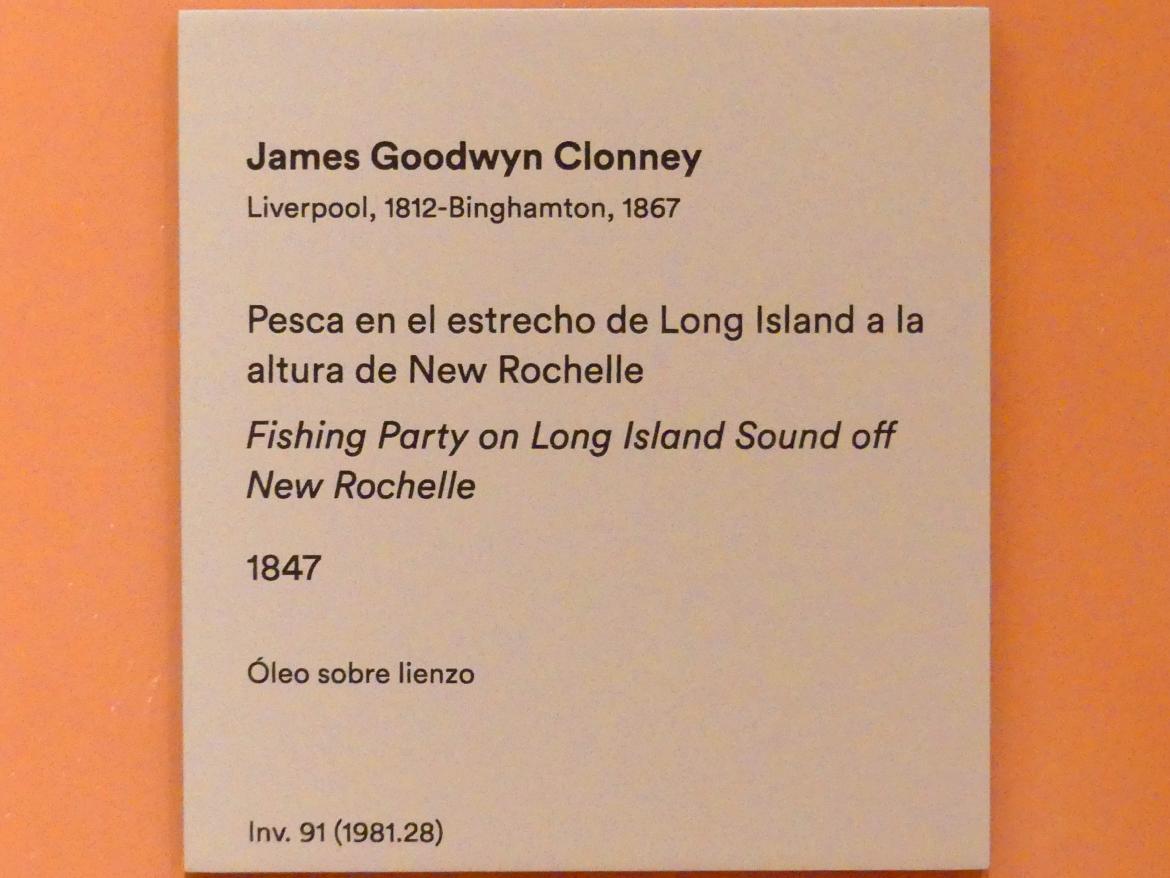 James Goodwyn Clonney
Liverpool, 1812-Binghamton, 1867
Pesca en el estrecho de Long Island a la
altura de New Rochelle
Fishing Party on Long Island Sound off
New Rochelle
1847
Óleo sobre lienzo
Inv. 91 (1981.28)